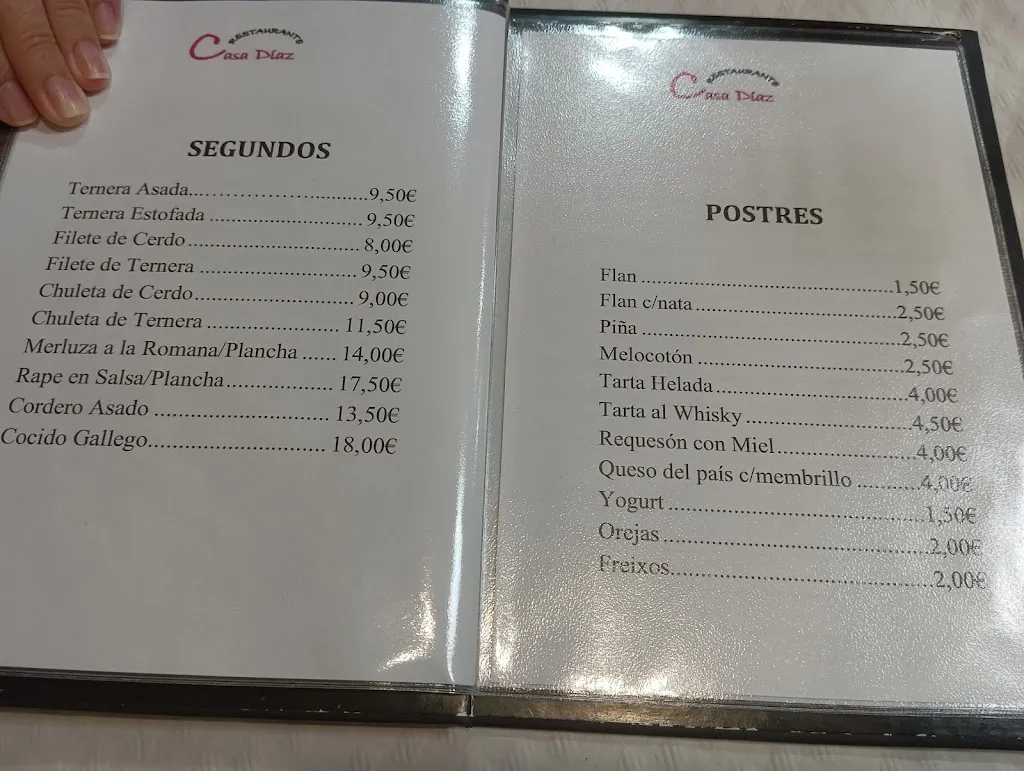 RESTAURANTE
Casa Díaz
SEGUNDOS
Ternera Asada..............................9,50€
Ternera Estofada ..........................9,50€
Filete de Cerdo..............................8,00€
Filete de Ternera ...........................9,50€
Chuleta de Cerdo...........................9,00€
Chuleta de Ternera ...................... 11,50€
Merluza a la Romana/Plancha ...... 14,00€
Rape en Salsa/Plancha.................. 17,50€
Cordero Asado ............................. 13,50€
Cocido Gallego.............................. 18,00€
RESTAURANTE
Casa Díaz
POSTRES
Flan .............................................1,50€
Flan c/nata ....................................2,50€
Piña ..............................................2,50€
Melocotón .....................................2,50€
Tarta Helada..................................4,00€
Tarta al Whisky.............................4,50€
Requesón con Miel........................4,00€
Queso del país c/membrillo ..........4,00€
Yogurt ..........................................1,50€
Orejas ...........................................2,00€
Freixos..........................................2,00€